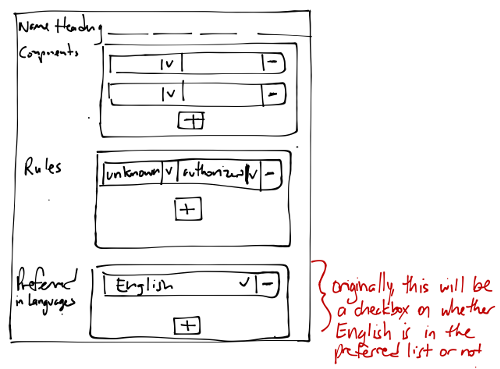 Name Heading
Components
v
-
v
-
+
Rules
unknown v authorized v -
+
Preferred
in languages
English v -
+
originally, this will be
a checkbox on whether
English is in the
preferred list or not